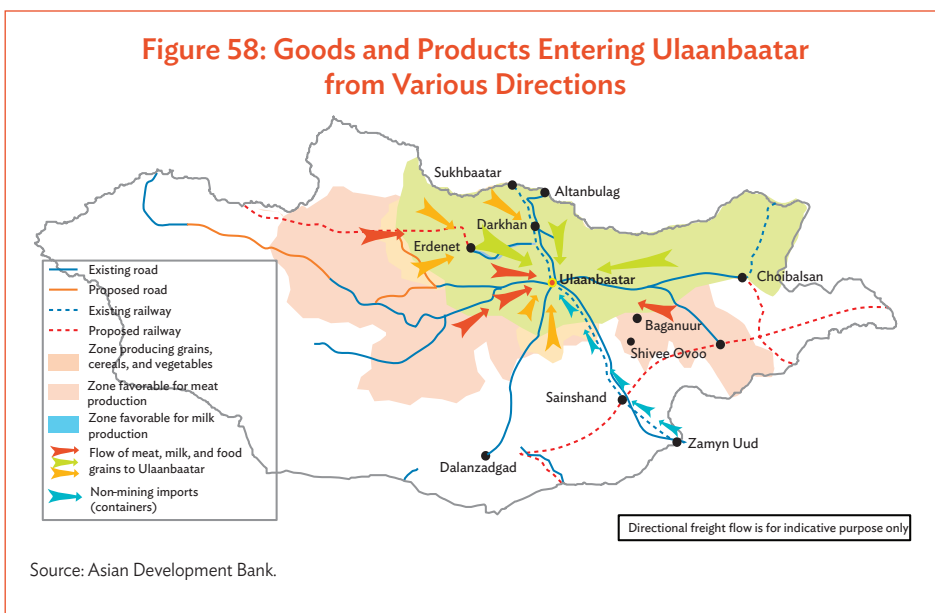 Figure 58: Goods and Products Entering Ulaanbaatar
from Various Directions
Sukhbaatar
Altanbulag
Darkhan
Erdenet
Ulaanbaatar
Choibalsan
Baganuur
Shivee Ovoo
Sainshand
Zamyn Uud
Dalanzadgad
Existing road
Proposed road
Existing railway
Proposed railway
Zone producing grains,
cereals, and vegetables
Zone favorable for meat
production
Zone favorable for milk
production
Flow of meat, milk, and food
grains to Ulaanbaatar
Non-mining imports
(containers)
Directional freight flow is for indicative purpose only
Source: Asian Development Bank.